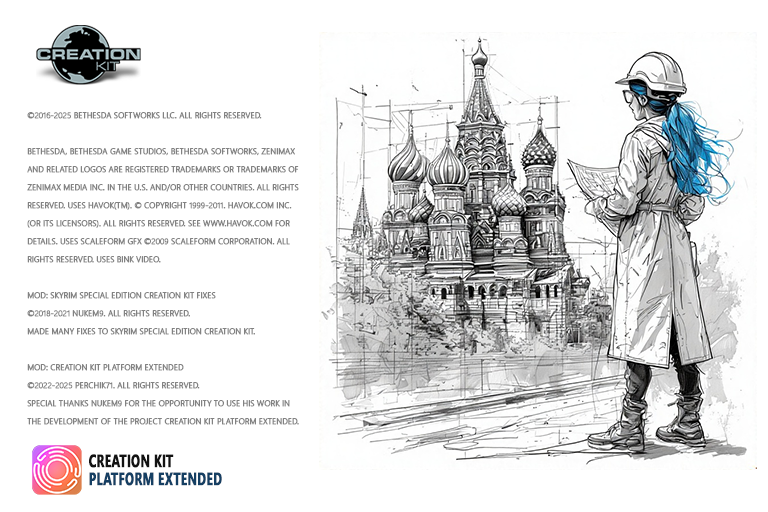 CREATION
KIT
©2016-2025 BETHESDA SOFTWORKS LLC. ALL RIGHTS RESERVED.
BETHESDA, BETHESDA GAME STUDIOS, BETHESDA SOFTWORKS, ZENIMAX
AND RELATED LOGOS ARE REGISTERED TRADEMARKS OR TRADEMARKS OF
ZENIMAX MEDIA INC. IN THE U.S. AND/OR OTHER COUNTRIES. ALL RIGHTS
RESERVED. USES HAVOK(TM). © COPYRIGHT 1999-2011. HAVOK.COM INC.
(OR ITS LICENSORS). ALL RIGHTS RESERVED. SEE WWW.HAVOK.COM FOR
DETAILS. USES SCALEFORM GFX ©2009 SCALEFORM CORPORATION. ALL
RIGHTS RESERVED. USES BINK VIDEO.
MOD: SKYRIM SPECIAL EDITION CREATION KIT FIXES
©2018-2021 NUKEM9. ALL RIGHTS RESERVED.
MADE MANY FIXES TO SKYRIM SPECIAL EDITION CREATION KIT.
MOD: CREATION KIT PLATFORM EXTENDED
©2022-2025 PERCHIK71. ALL RIGHTS RESERVED.
SPECIAL THANKS NUKEM9 FOR THE OPPORTUNITY TO USE HIS WORK IN
THE DEVELOPMENT OF THE PROJECT CREATION KIT PLATFORM EXTENDED.
CREATION KIT
PLATFORM EXTENDED